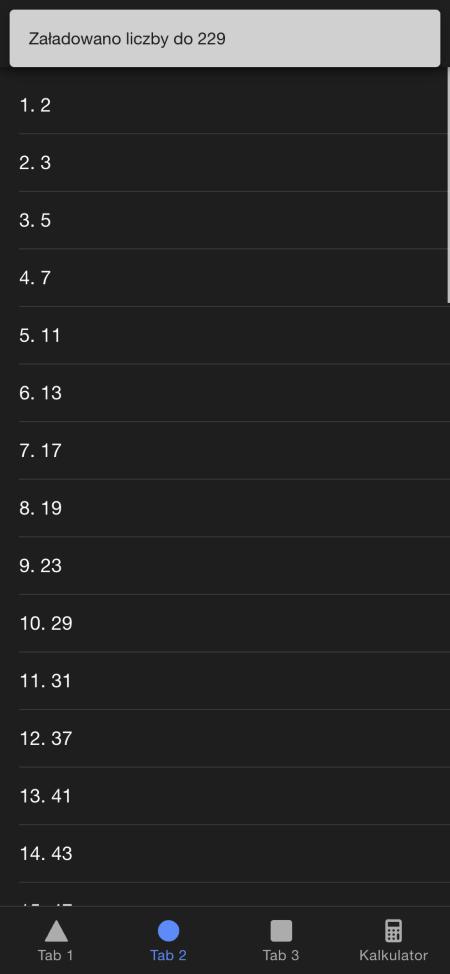 Załadowano liczby do 229
1. 2
2. 3
3. 5
4. 7
5. 11
6. 13
7. 17
8. 19
9. 23
10. 29
11. 31
12. 37
13. 41
14. 43
Tab 1
Tab 2
Tab 3
Kalkulator